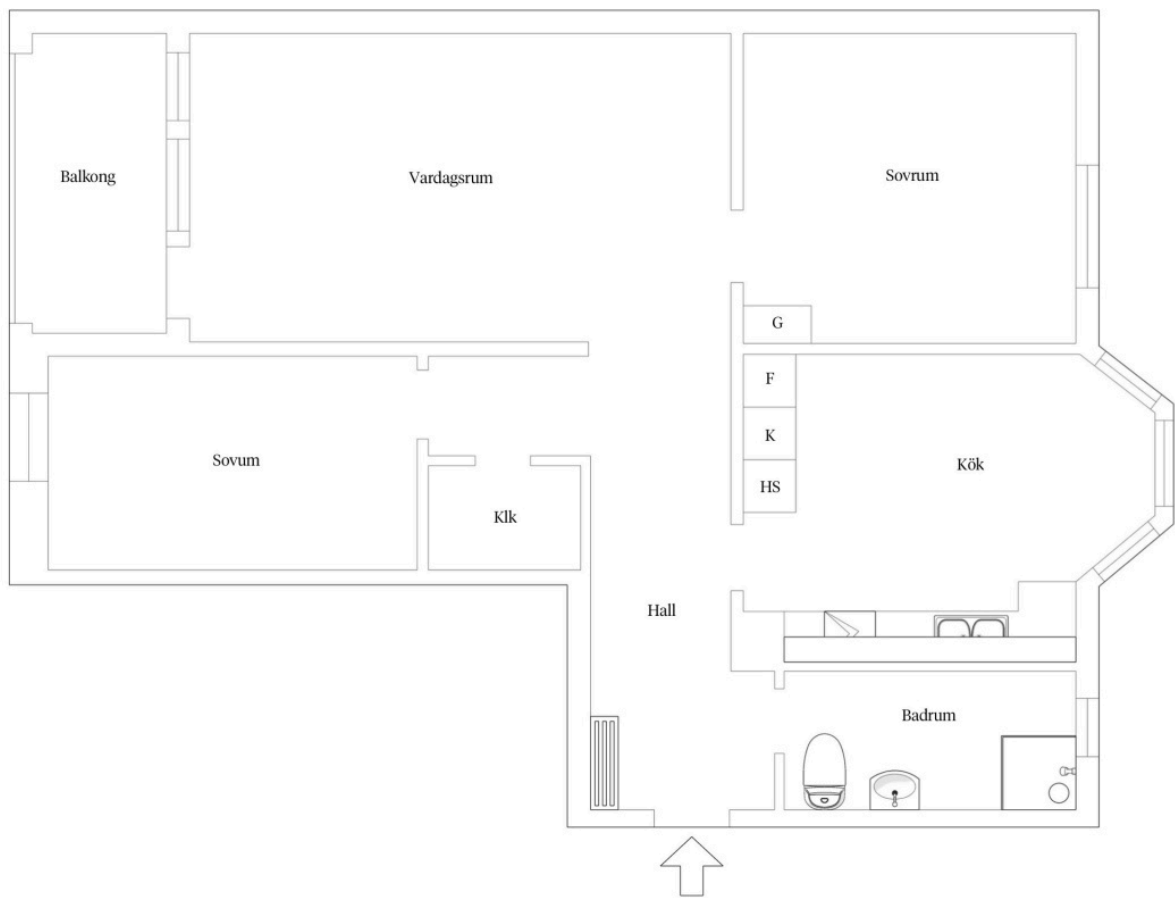 Balkong
Vardagsrum
Sovrum
G
F
K
HS
Kök
Sovum
Klk
Hall
Badrum